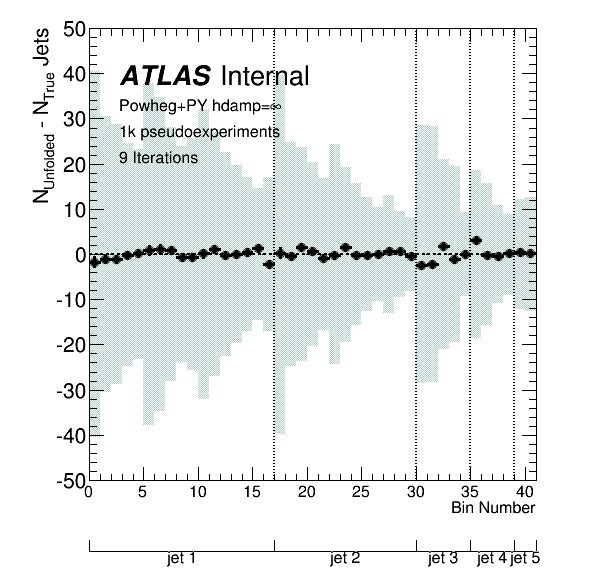 N_Unfolded - N_True Jets
50
40
30
20
10
0
-10
-20
-30
-40
-50
ATLAS Internal
Powheg+PY hdamp=∞
1k pseudoexperiments
9 Iterations
0 5 10 15 20 25 30 35 40
Bin Number
jet 1 jet 2 jet 3 jet 4 jet 5